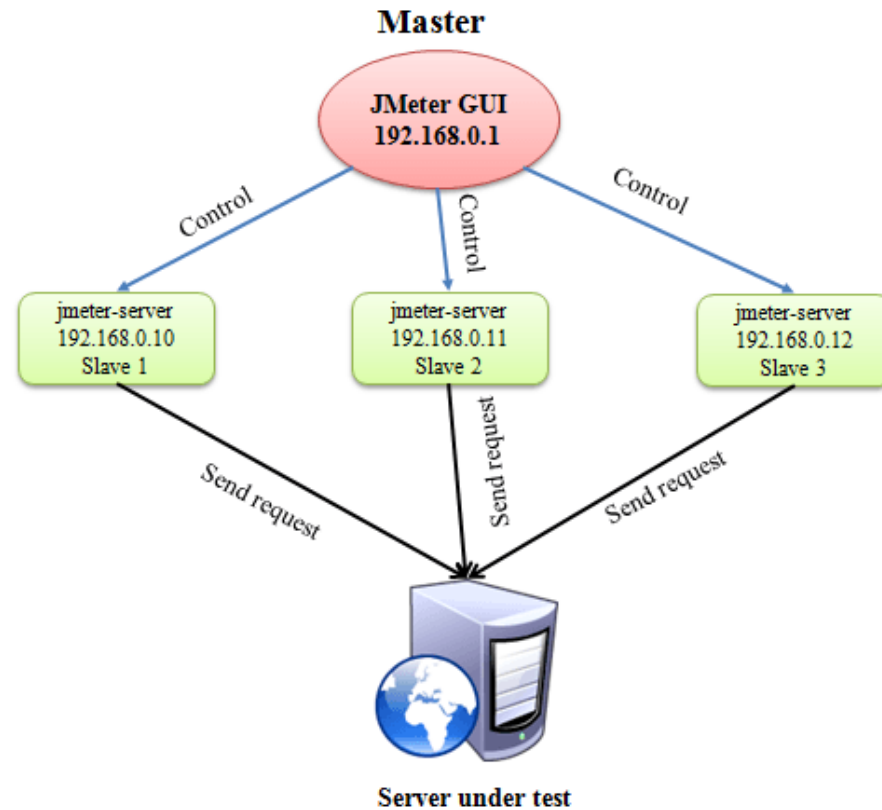 Master
JMeter GUI
192.168.0.1
Control
Control
Control
jmeter-server
192.168.0.10
Slave 1
jmeter-server
192.168.0.11
Slave 2
jmeter-server
192.168.0.12
Slave 3
Send request
Send request
Send request
Server under test